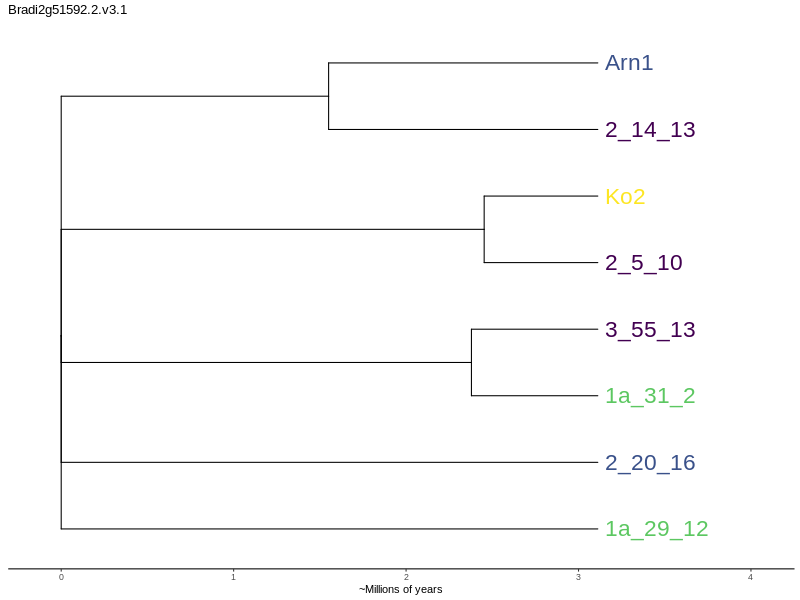 Bradi2g51592.2.v3.1
Arn1
2_14_13
Ko2
2_5_10
3_55_13
1a_31_2
2_20_16
1a_29_12
0 1 2 3 4
~Millions of years